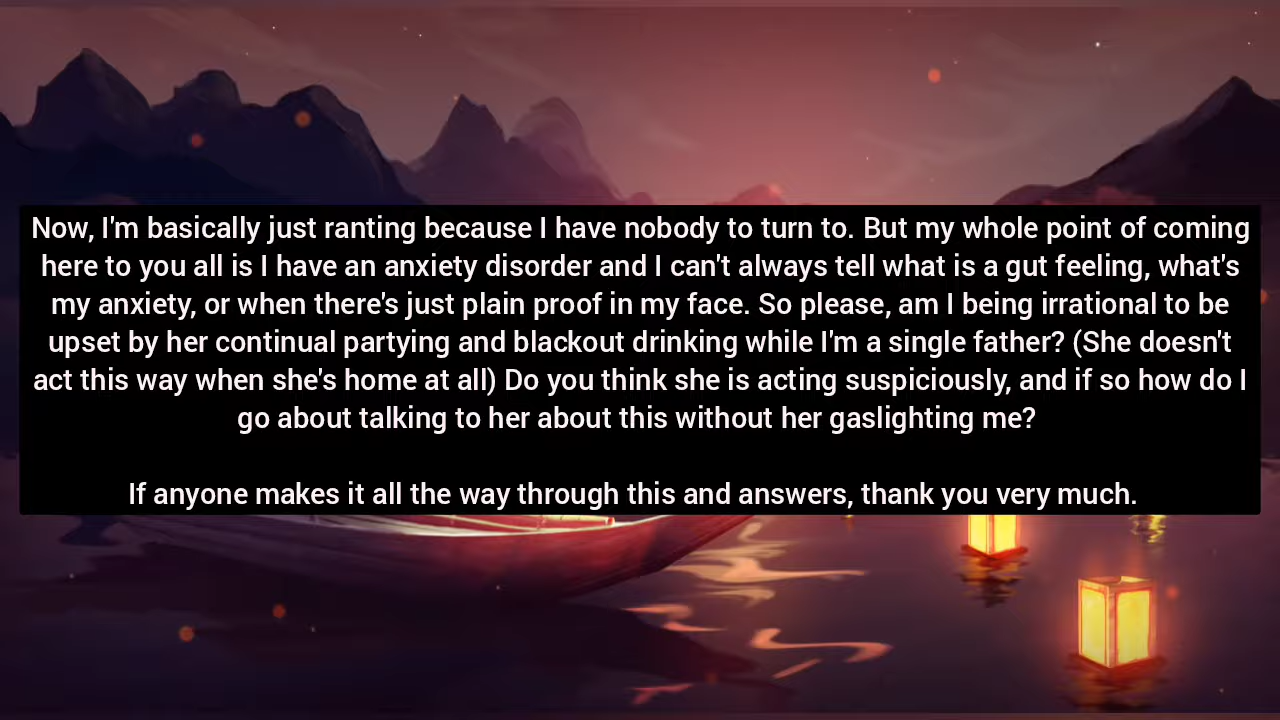 Now, I'm basically just ranting because I have nobody to turn to. But my whole point of coming
here to you all is I have an anxiety disorder and I can't always tell what is a gut feeling, what's
my anxiety, or when there's just plain proof in my face. So please, am I being irrational to be
upset by her continual partying and blackout drinking while I'm a single father? (She doesn't
act this way when she's home at all) Do you think she is acting suspiciously, and if so how do I
go about talking to her about this without her gaslighting me?
If anyone makes it all the way through this and answers, thank you very much.